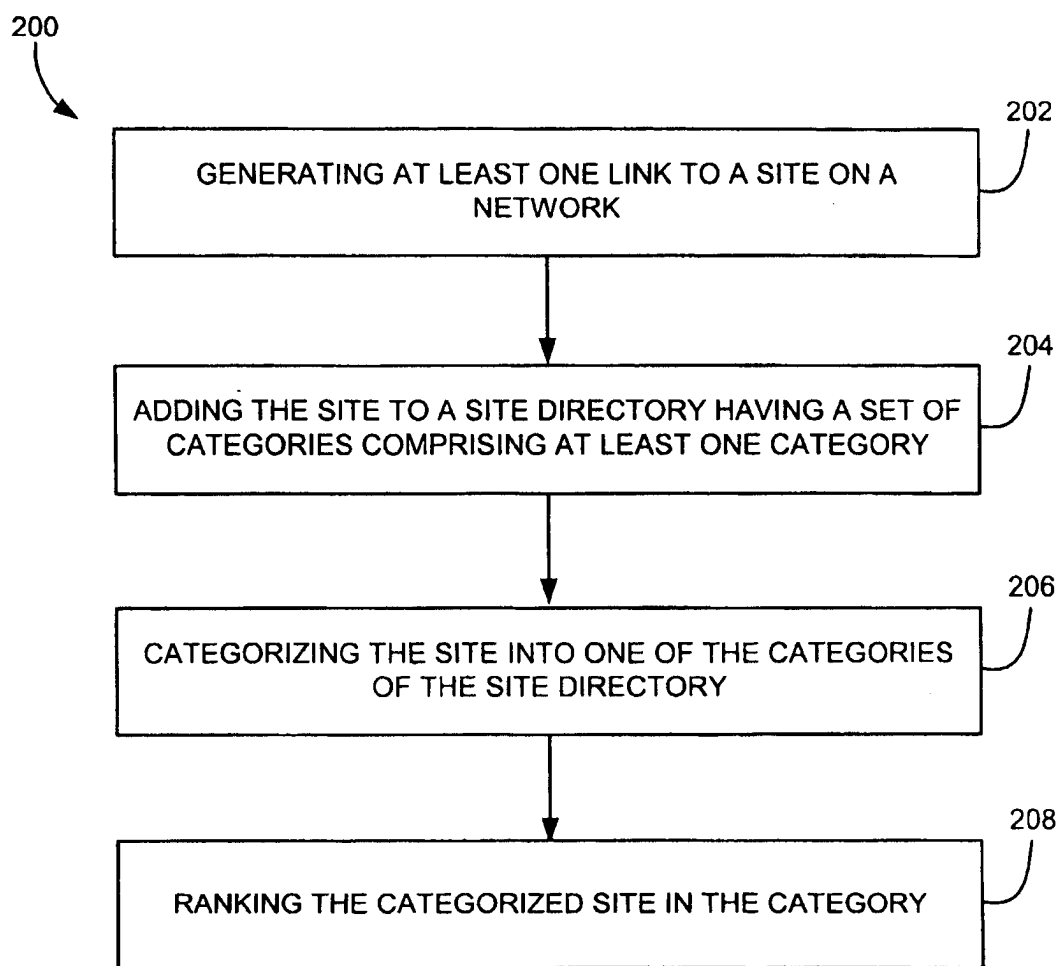 200
202
GENERATING AT LEAST ONE LINK TO A SITE ON A
NETWORK
204
ADDING THE SITE TO A SITE DIRECTORY HAVING A SET OF
CATEGORIES COMPRISING AT LEAST ONE CATEGORY
206
CATEGORIZING THE SITE INTO ONE OF THE CATEGORIES
OF THE SITE DIRECTORY
208
RANKING THE CATEGORIZED SITE IN THE CATEGORY